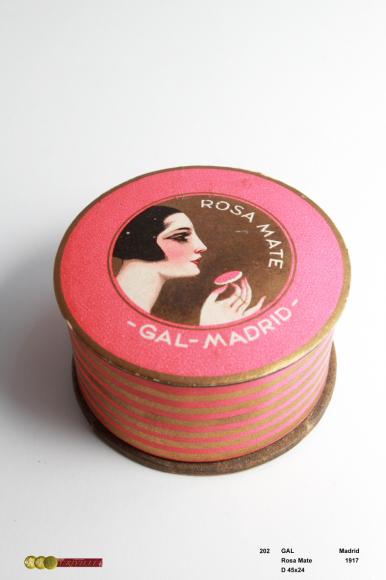 ROSA MATE
-GAL-MADRID-
202 GAL Madrid
Rosa Mate 1917
D 45x24